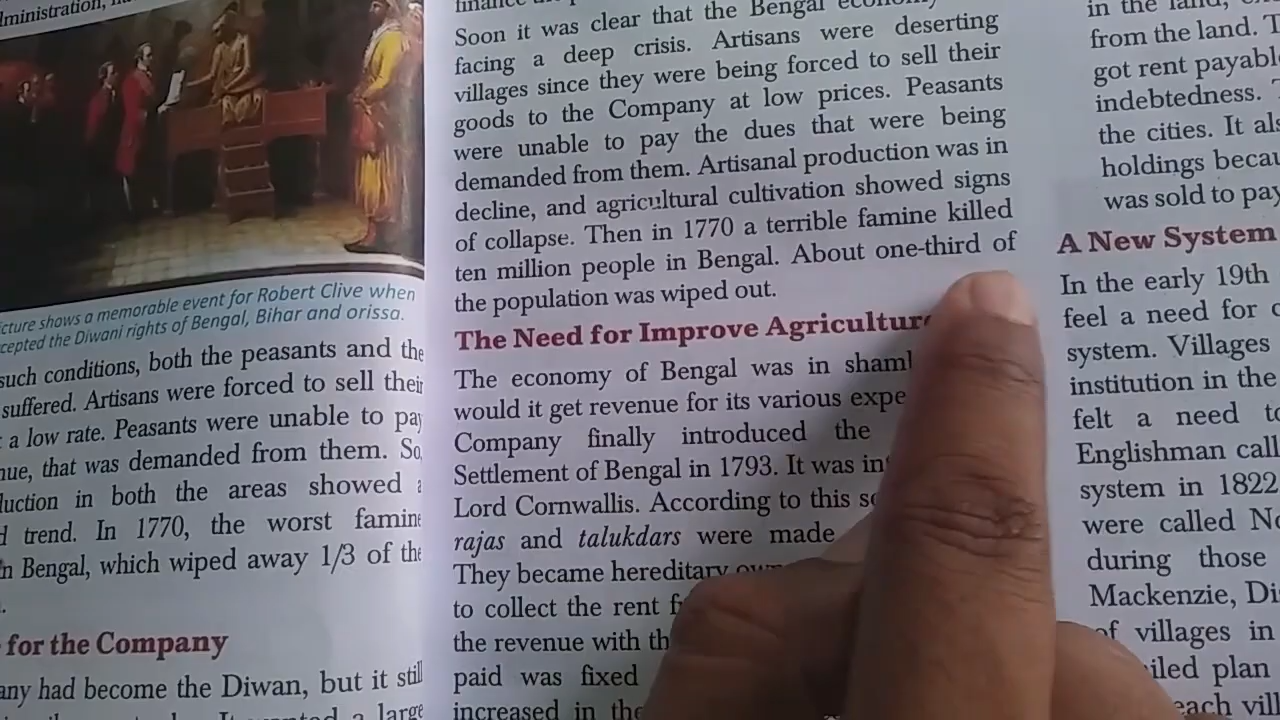 dministration,
icture shows a memorable event for Robert Clive when
cepted the Diwani rights of Bengal, Bihar and orissa.
such conditions, both the peasants and the
suffered. Artisans were forced to sell their
a low rate. Peasants were unable to pay
nue, that was demanded from them. So,
luction in both the areas showed a
d trend. In 1770, the worst famine
n Bengal, which wiped away 1/3 of the
for the Company
any had become the Diwan, but it still
a large
finance the
Soon it was clear that the Bengal economy
facing a deep crisis. Artisans were deserting
villages since they were being forced to sell their
goods to the Company at low prices. Peasants
were unable to pay the dues that were being
demanded from them. Artisanal production was in
decline, and agricultural cultivation showed signs
of collapse. Then in 1770 a terrible famine killed
ten million people in Bengal. About one-third of
the population was wiped out.
The Need for Improve Agriculture
The economy of Bengal was in shaml
would it get revenue for its various expe
Company finally introduced the
Settlement of Bengal in 1793. It was in
Lord Cornwallis. According to this
rajas and talukdars were made
They became hereditary
to collect the rent
the revenue with th
paid was fixed
increased in the
in the land,
from the land. T
got rent payabl
indebtedness.
the cities. It als
holdings becau
was sold to pay
A New System
In the early 19th
feel a need for
system. Villages
institution in the
felt a need to
Englishman call
system in 1822
were called
during those
Mackenzie,
of villages in
iled plan
each vill